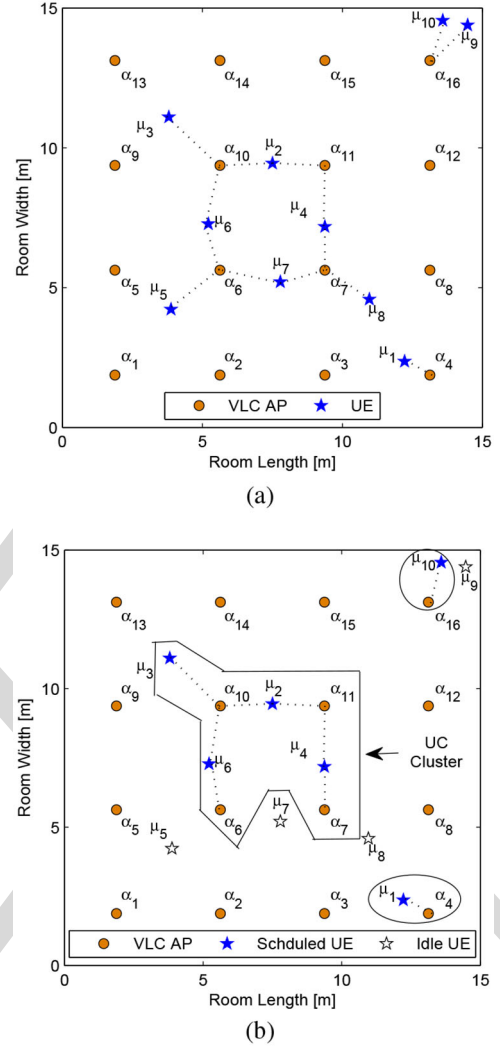 15
10
5
0
0
5
10
15
Room Width [m]
Room Length [m]
μ10
μ9
α13
α14
α15
α16
μ3
α9
α10
μ2
α11
α12
μ4
μ6
μ7
μ5
α5
α6
α7
α8
μ8
μ1
α1
α2
α3
α4
VLC AP
UE
(a)
15
10
5
0
0
5
10
15
Room Width [m]
Room Length [m]
μ10
μ9
α13
α14
α15
α16
μ3
α9
α10
μ2
α11
α12
μ4
UC
Cluster
μ6
μ7
μ5
α5
α6
α7
α8
μ8
μ1
α1
α2
α3
α4
VLC AP
Schduled UE
Idle UE
(b)